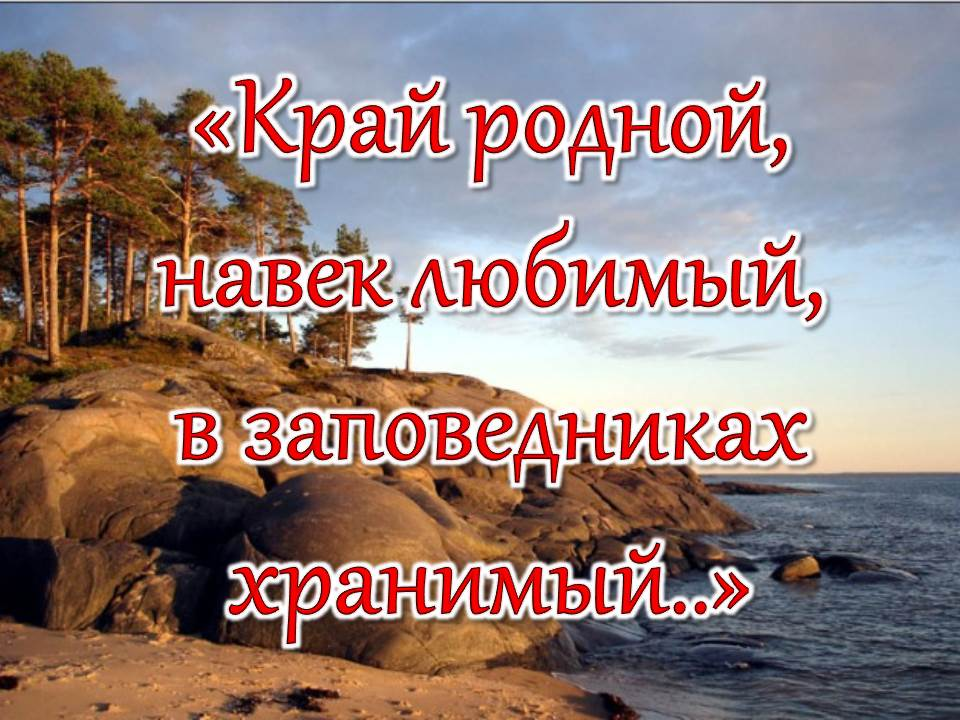 «Край родной,
навек любимый,
в заповедниках
хранимый..»